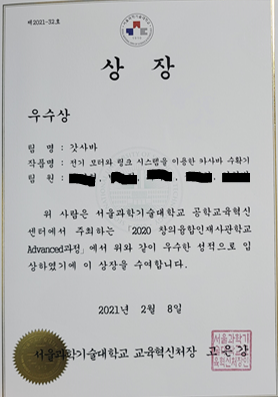 제2021-32호
상 장
우수상
팀 명 : 갓사바
작품명 : 전기 모터와 링크 시스템을 이용한 카사바 수확기
팀 원 :
위 사람은 서울과학기술대학교 공학교육혁신
센터에서 주최하는 「2020 창의융합인재사관학교
Advanced과정」에서 위와 같이 우수한 성적으로 입
상하였기에 이 상장을 수여합니다.
2021년 2월 8일
서울과학기술대학교 교육혁신처장 고은강